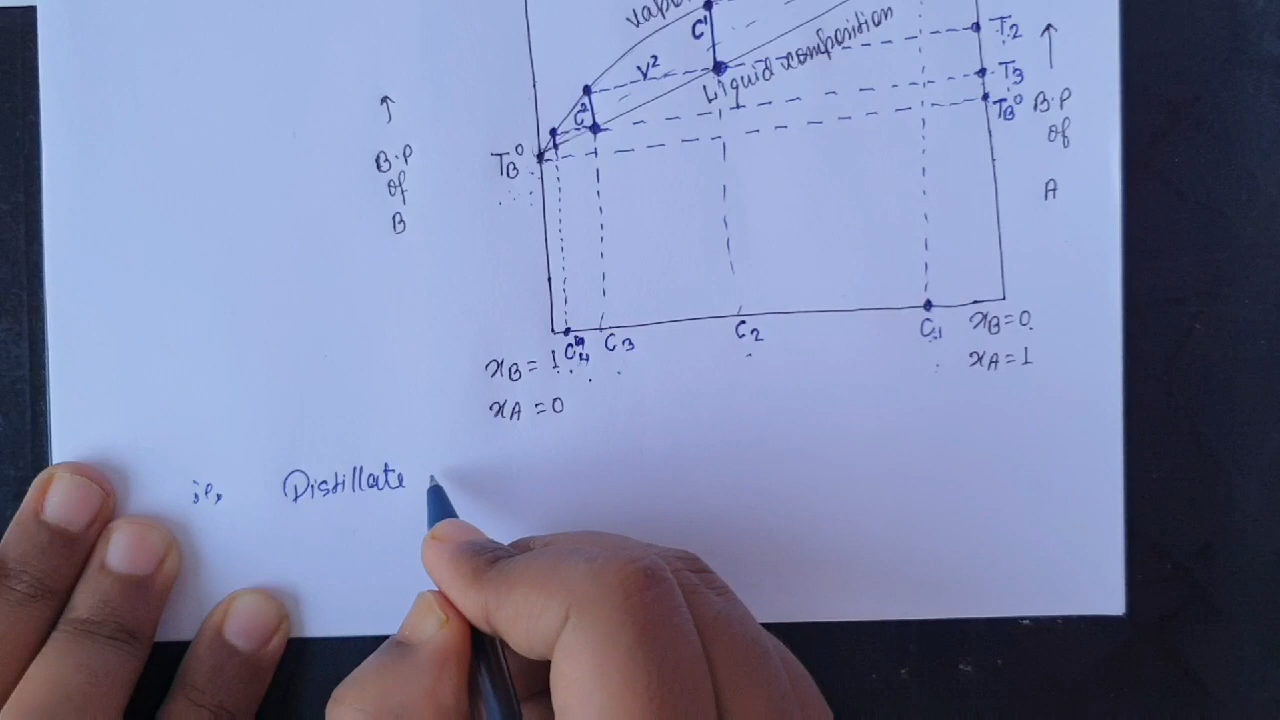 vapo
C'
T2
V²
Liquid composition
T3
C²
TB°
B.P
of
A
TB°
B.P
of
B
C4
C3
C2
C1
xB = 1
xA = 0
xB = 0
xA = 1
i.e, Distillate